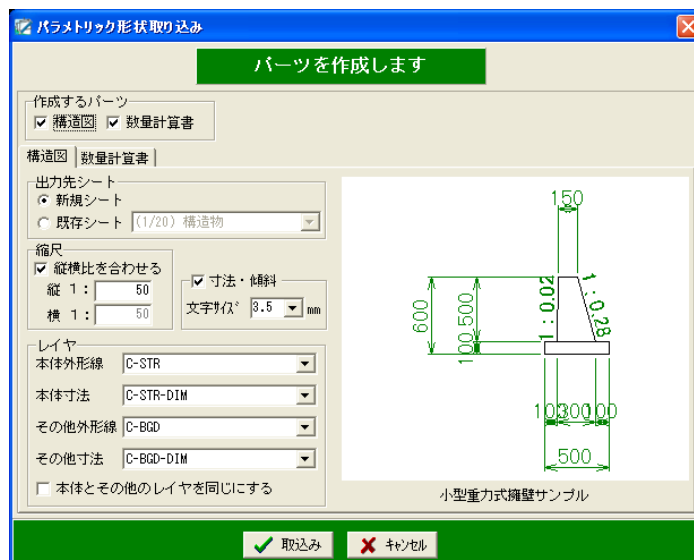 パラメトリック形状取り込み
パーツを作成します
作成するパーツ
構造図 数量計算書
構造図 数量計算書
出力先シート
新規シート
既存シート (1/20) 構造物
縮尺
縦横比を合わせる
縦 1： 50
横 1： 50
寸法・傾斜
文字サイズ 3.5 mm
レイヤ
本体外形線 C-STR
本体寸法 C-STR-DIM
その他外形線 C-BGD
その他寸法 C-BGD-DIM
本体とその他のレイヤを同じにする
150
600
500
100
1：0.02
1：0.28
100
300
100
500
小型重力式擁壁サンプル
取込み キャンセル